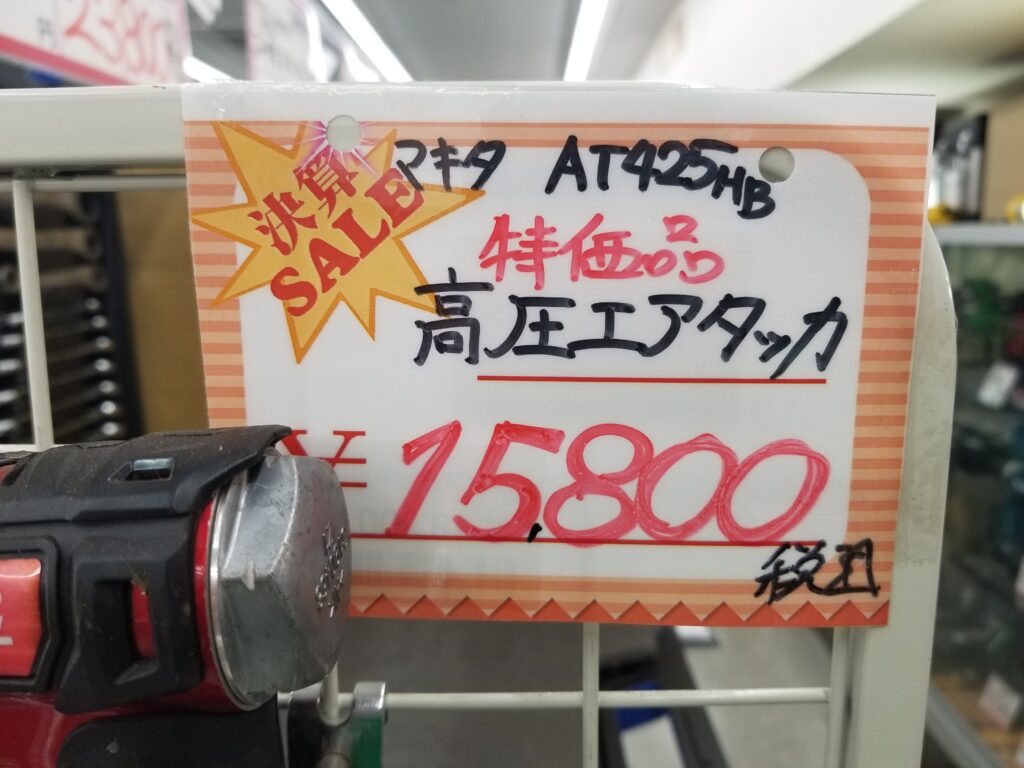 決算
SALE
マキタ AT425HB
特価品
高圧エアタッカ
¥15,800
税込